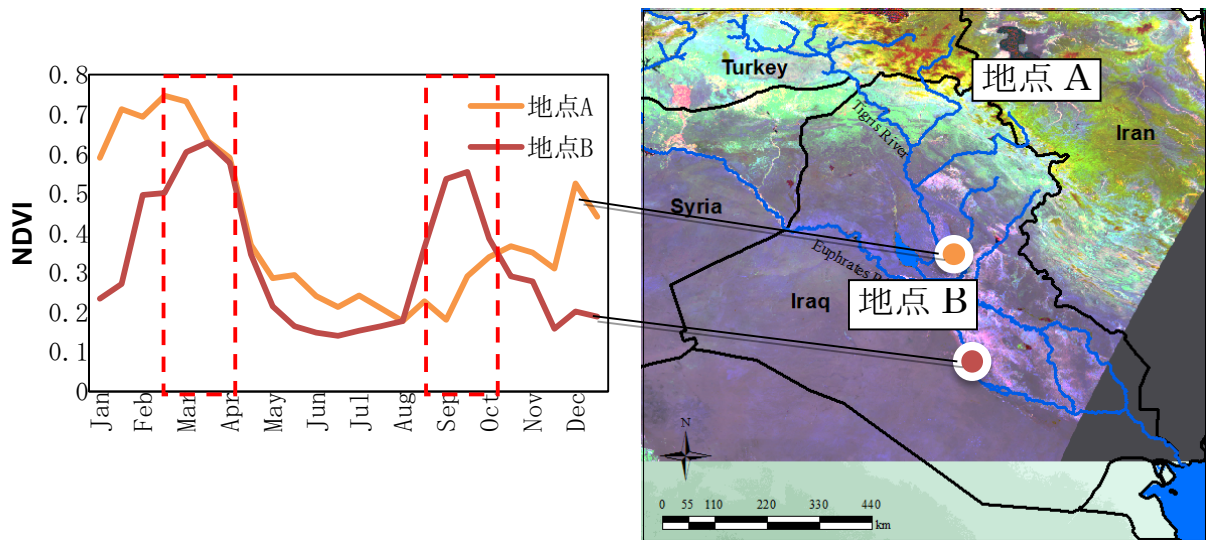 NDVI
0.8
0.7
0.6
0.5
0.4
0.3
0.2
0.1
0
Jan
Feb
Mar
Apr
May
Jun
Jul
Aug
Sep
Oct
Nov
Dec
地点A
地点B
Turkey
地点 A
Iran
Tigris River
Syria
Euphrates
地点 B
Iraq
N
0 55 110 220 330 440
km